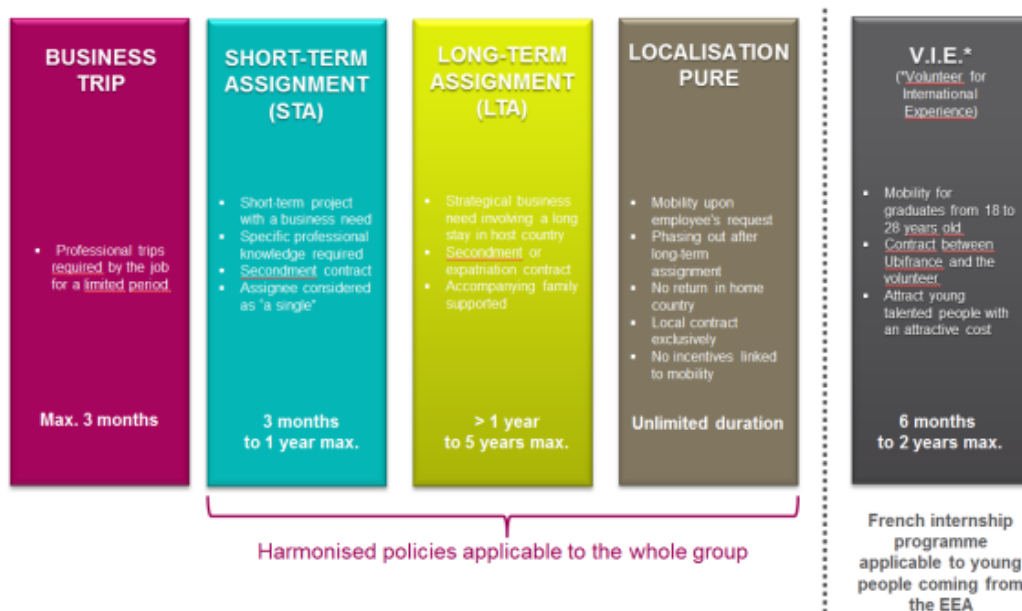 BUSINESS
TRIP
▪ Professional trips
required by the job
for a limited period
Max. 3 months
SHORT-TERM
ASSIGNMENT
(STA)
▪ Short-term project
with a business need
▪ Specific professional
knowledge required
▪ Secondment contract
▪ Assignee considered
as "a single"
3 months
to 1 year max.
LONG-TERM
ASSIGNMENT
(LTA)
▪ Strategical business
need involving a long
stay in host country
▪ Secondment or
expatriation contract
▪ Accompanying family
supported
> 1 year
to 5 years max.
LOCALISATION
PURE
▪ Mobility upon
employee's request
▪ Phasing out after
long-term
assignment
▪ No return in home
country
▪ Local contract
exclusively
▪ No incentives linked
to mobility
Unlimited duration
Harmonised policies applicable to the whole group
V.I.E.*
(*Volunteer for
International
Experience)
▪ Mobility for
graduates from 18 to
28 years old
▪ Contract between
Ubifrance and the
volunteer
▪ Attract young
talented people with
an attractive cost
6 months
to 2 years max.
French internship
programme
applicable to young
people coming from
the EEA